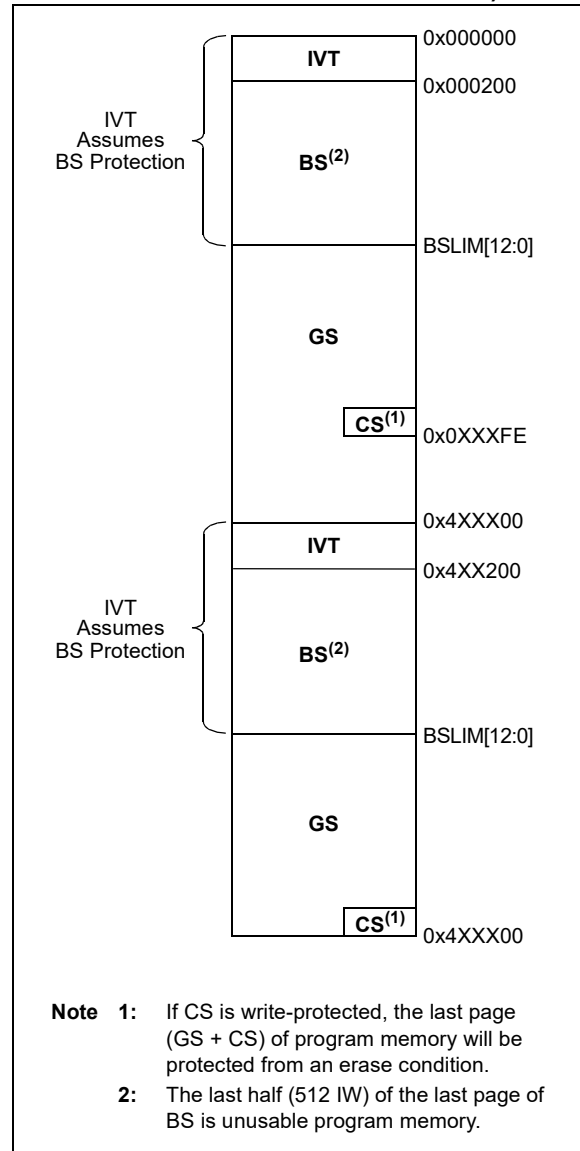 0x000000
IVT
0x000200
IVT
Assumes
BS Protection
BS(2)
BSLIM[12:0]
GS
CS(1)
0x0XXXFE
0x4XXX00
IVT
0x4XX200
IVT
Assumes
BS Protection
BS(2)
BSLIM[12:0]
GS
CS(1)
0x4XXX00
Note 1: If CS is write-protected, the last page
(GS + CS) of program memory will be
protected from an erase condition.
2: The last half (512 IW) of the last page of
BS is unusable program memory.